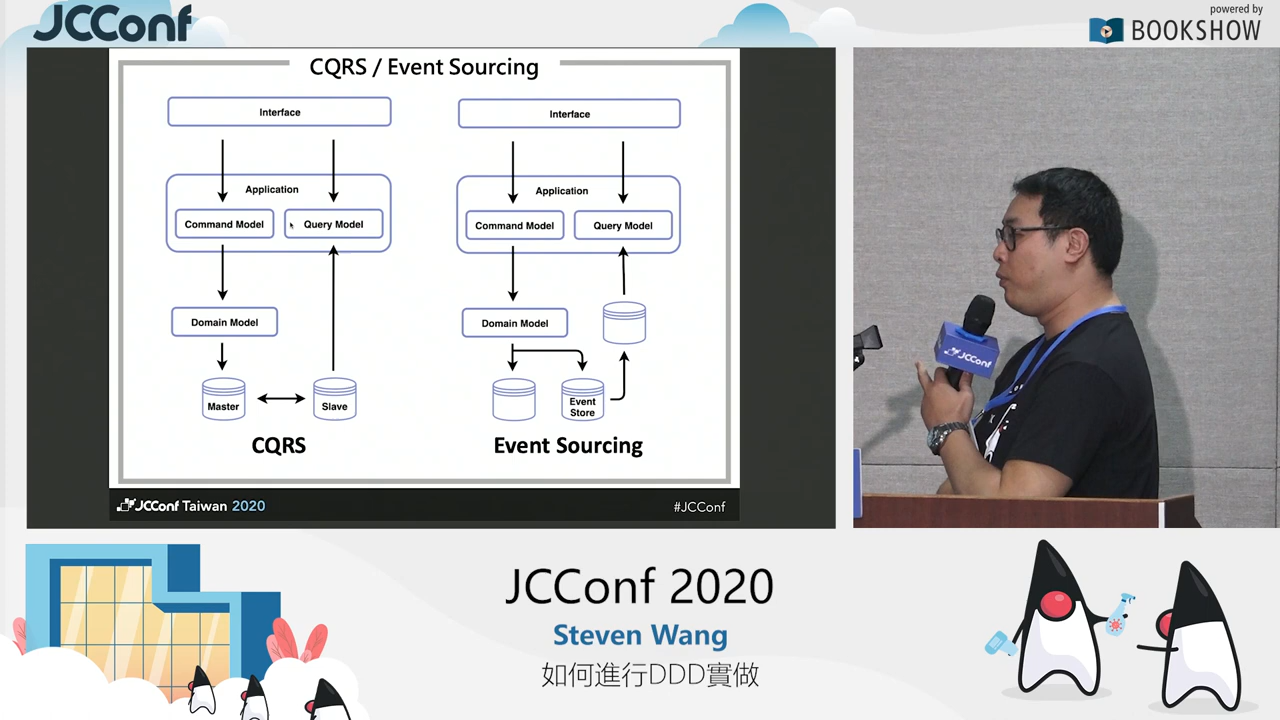 JCConf
powered by
BOOKSHOW
CQRS / Event Sourcing
Interface
Application
Command Model
Query Model
Domain Model
Master
Slave
CQRS
Interface
Application
Command Model
Query Model
Domain Model
Event
Store
Event Sourcing
JCConf Taiwan 2020
#JCConf
JCConf
JCConf 2020
Steven Wang
如何進行DDD實做